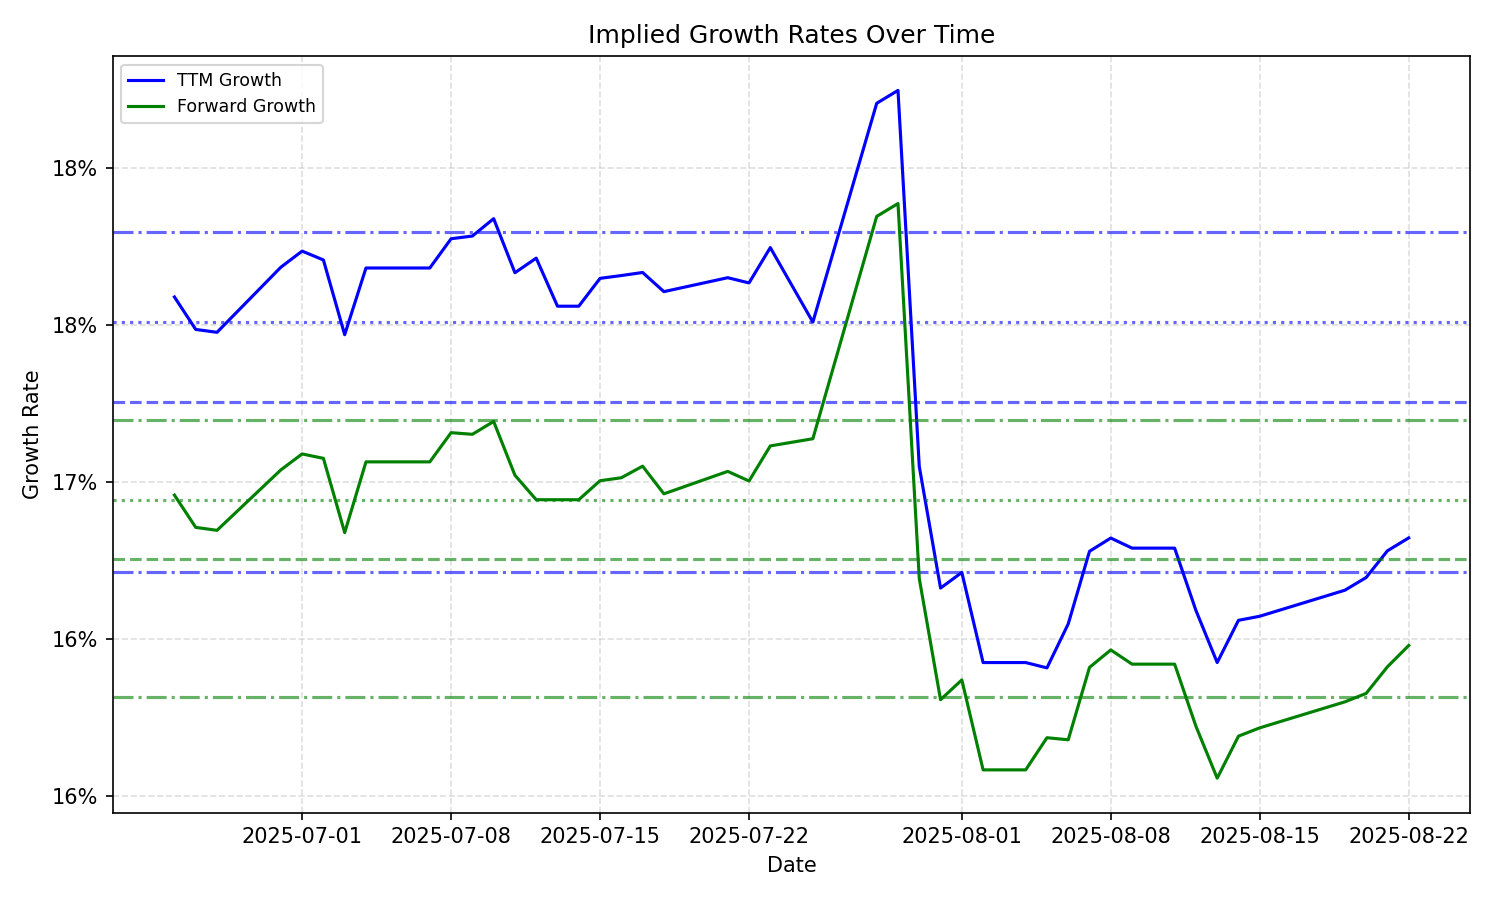 Implied Growth Rates Over Time
TTM Growth
Forward Growth
Growth Rate
18%
18%
17%
16%
16%
2025-07-01
2025-07-08
2025-07-15
2025-07-22
2025-08-01
2025-08-08
2025-08-15
2025-08-22
Date